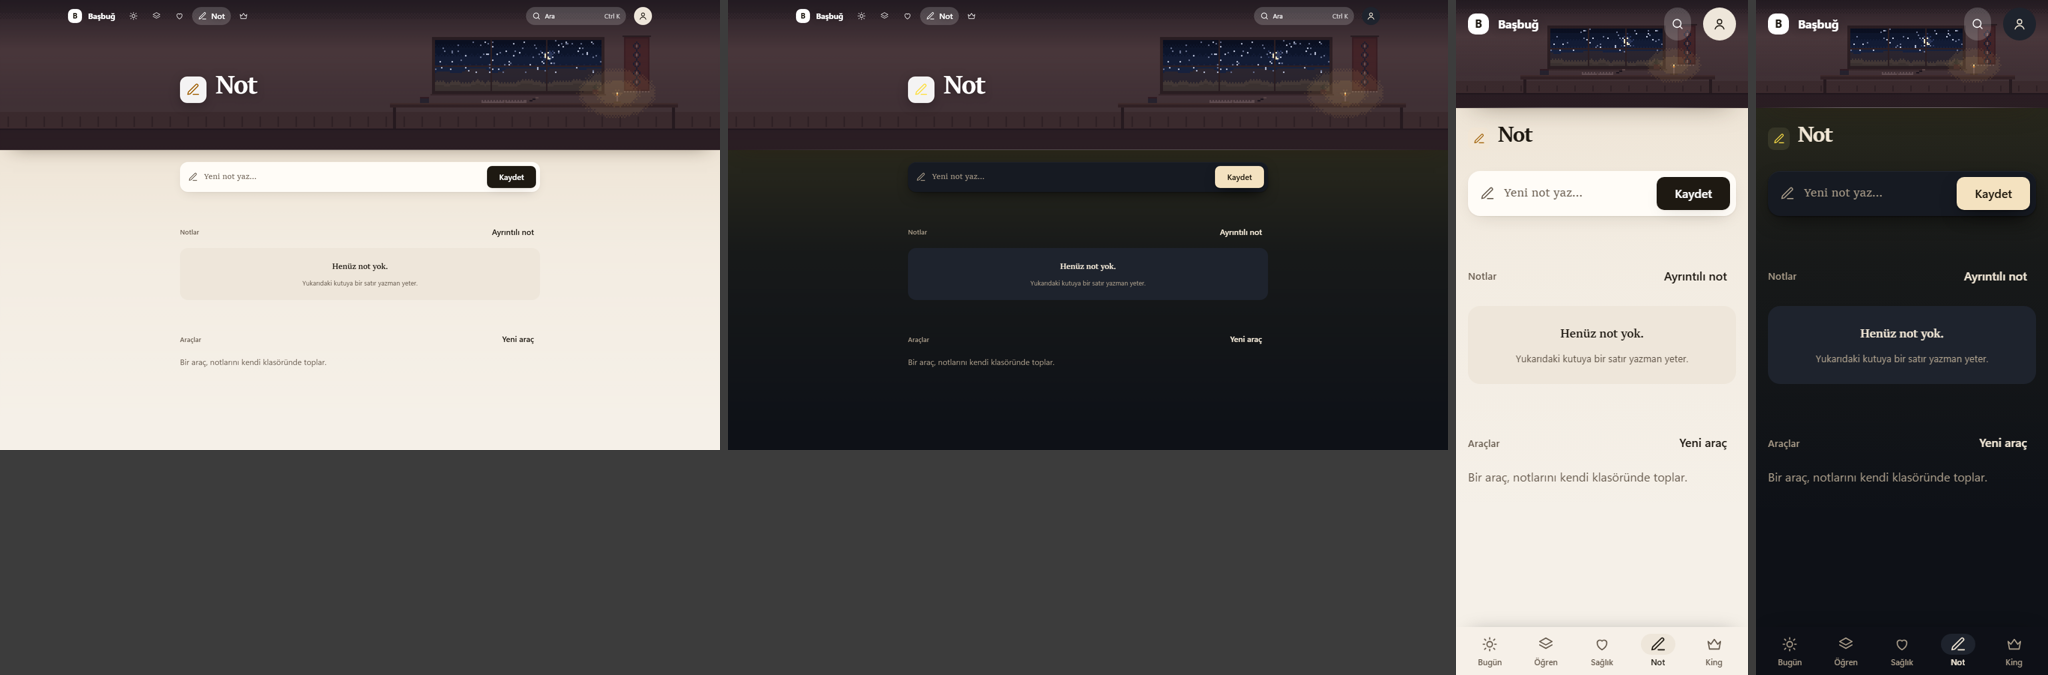 B Başbuğ Not Ara Ctrl K
Not
Yeni not yaz... Kaydet
Notlar Ayrıntılı not
Henüz not yok.
Yukarıdaki kutuya bir satır yazman yeter.
Araçlar Yeni araç
Bir araç, notlarını kendi klasöründe toplar.
B Başbuğ Not Ara Ctrl K
Not
Yeni not yaz... Kaydet
Notlar Ayrıntılı not
Henüz not yok.
Yukarıdaki kutuya bir satır yazman yeter.
Araçlar Yeni araç
Bir araç, notlarını kendi klasöründe toplar.
B Başbuğ
Not
Yeni not yaz... Kaydet
Notlar Ayrıntılı not
Henüz not yok.
Yukarıdaki kutuya bir satır yazman yeter.
Araçlar Yeni araç
Bir araç, notlarını kendi klasöründe toplar.
Bugün Öğren Sağlık Not King
B Başbuğ
Not
Yeni not yaz... Kaydet
Notlar Ayrıntılı not
Henüz not yok.
Yukarıdaki kutuya bir satır yazman yeter.
Araçlar Yeni araç
Bir araç, notlarını kendi klasöründe toplar.
Bugün Öğren Sağlık Not King